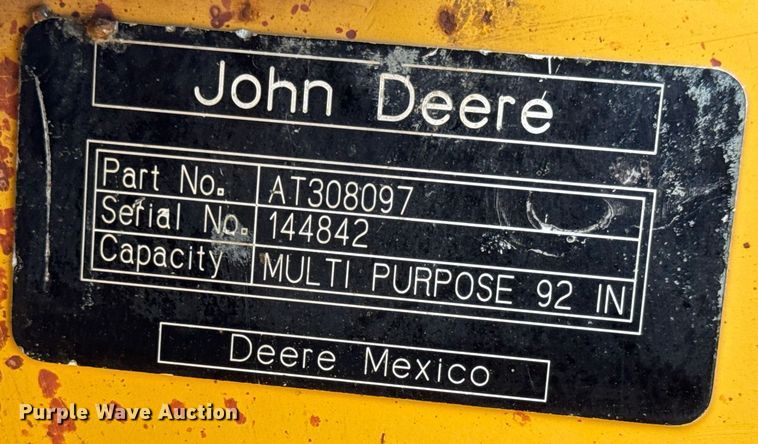 John Deere
Part No. AT308097
Serial No. 144842
Capacity MULTI PURPOSE 92 IN
Deere Mexico
Purple Wave Auction